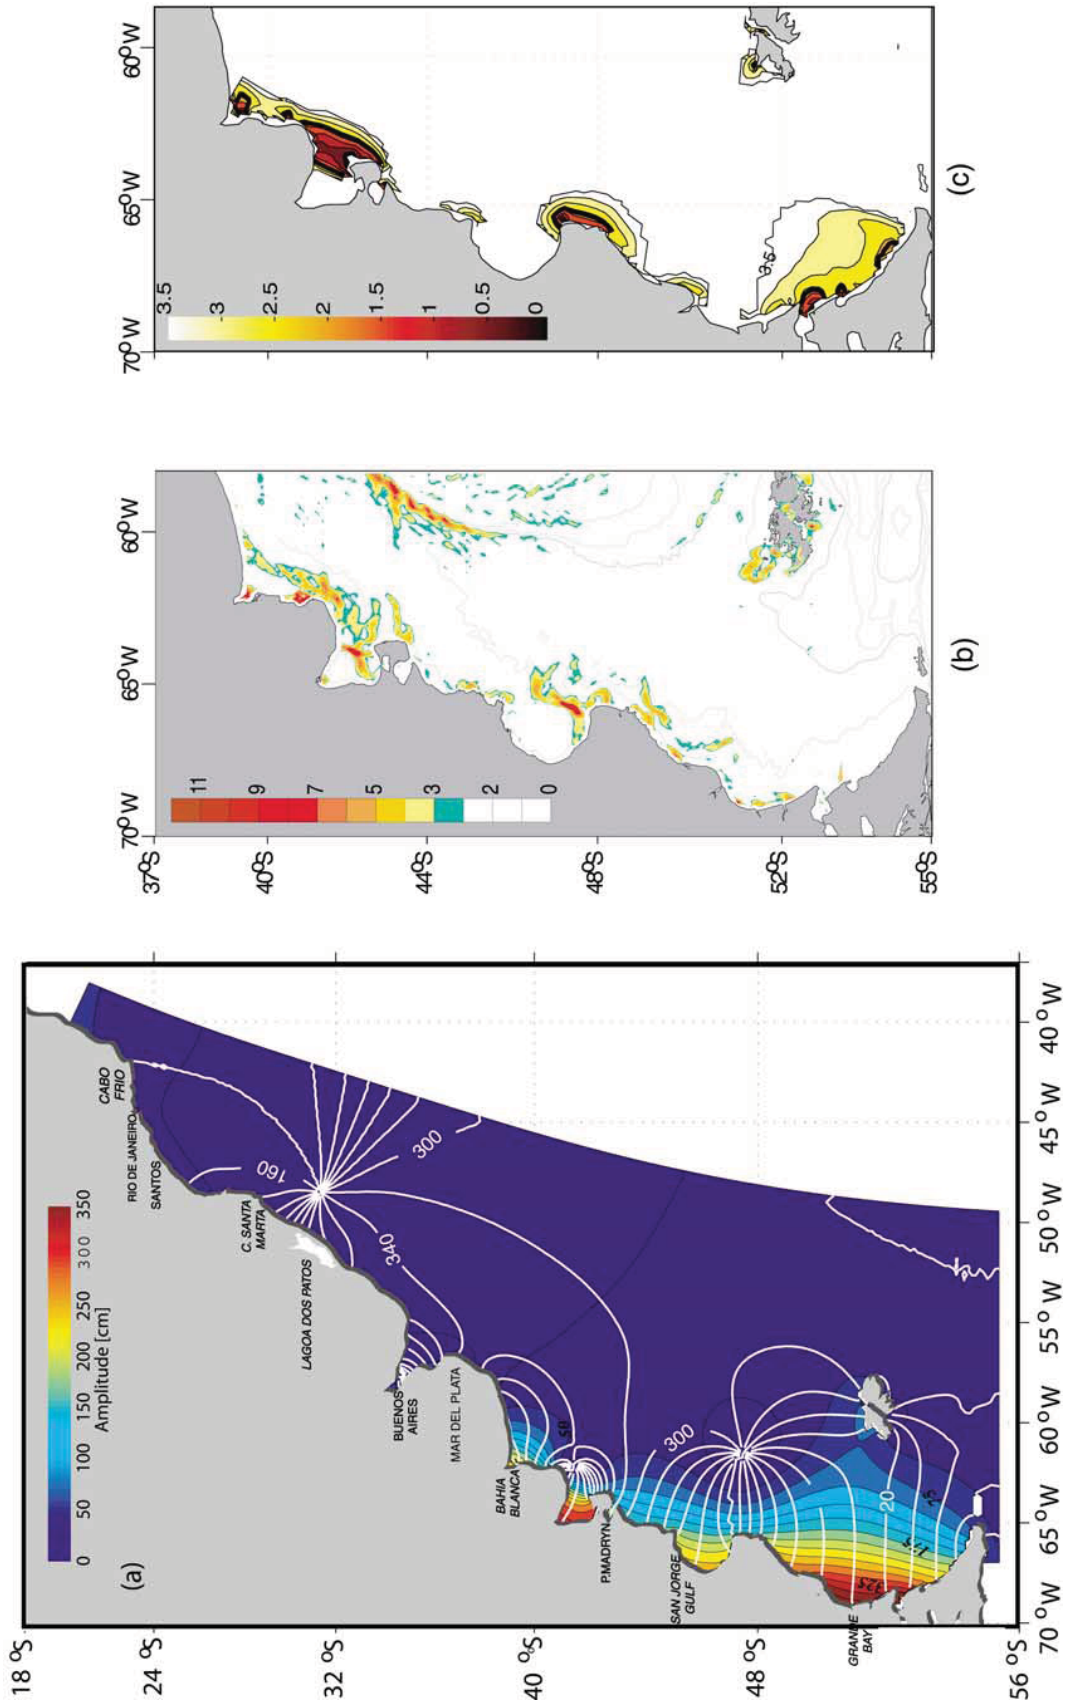 (a)
0
50
100
150
200
250
300
350
Amplitude [cm]
CABO
FRIO
RIO DE JANEIRO
SANTOS
C. SANTA
MARTA
LAGOA DOS PATOS
BUENOS
AIRES
MAR DEL PLATA
BAHIA
BLANCA
P.MADRYN
SAN JORGE
GULF
GRANDE
BAY
160
300
340
300
20
50
175
325
18 °S
24 °S
32 °S
40 °S
48 °S
56 °S
70 °W
65 °W
60 °W
55 °W
50 °W
45 °W
40 °W
(b)
11
9
7
5
3
2
0
70°W
65°W
60°W
37°S
40°S
44°S
48°S
52°S
55°S
(c)
3.5
3
2.5
2
1.5
1
0.5
0
3.5
70°W
65°W
60°W